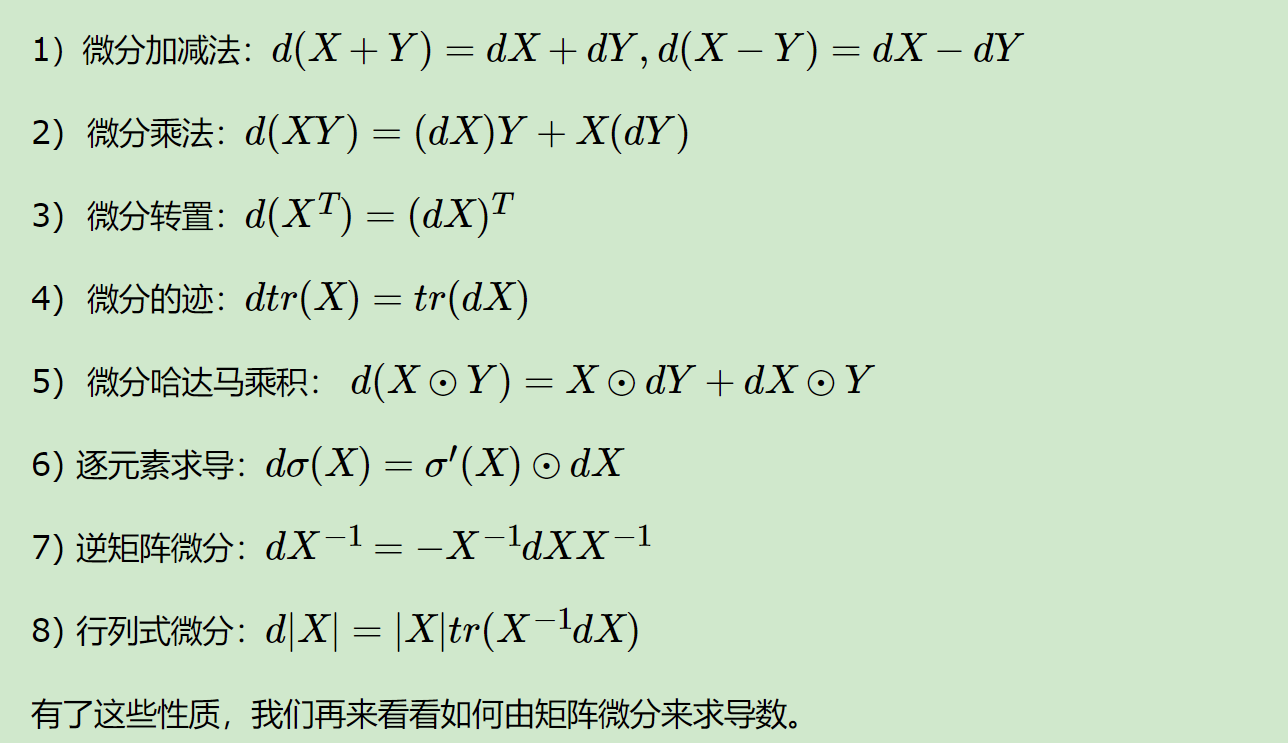 1）微分加减法：$d(X+Y)=dX+dY, d(X-Y)=dX-dY$
2） 微分乘法：$d(XY)=(dX)Y+X(dY)$
3） 微分转置：$d(X^T)=(dX)^T$
4） 微分的迹：$dtr(X)=tr(dX)$
5） 微分哈达马乘积： $d(X\odot Y)=X\odot dY+dX\odot Y$
6) 逐元素求导：$d\sigma(X)=\sigma'(X)\odot dX$
7) 逆矩阵微分：$dX^{-1}=-X^{-1}dXX^{-1}$
8) 行列式微分：$d|X|=|X|tr(X^{-1}dX)$
有了这些性质，我们再来看看如何由矩阵微分来求导数。